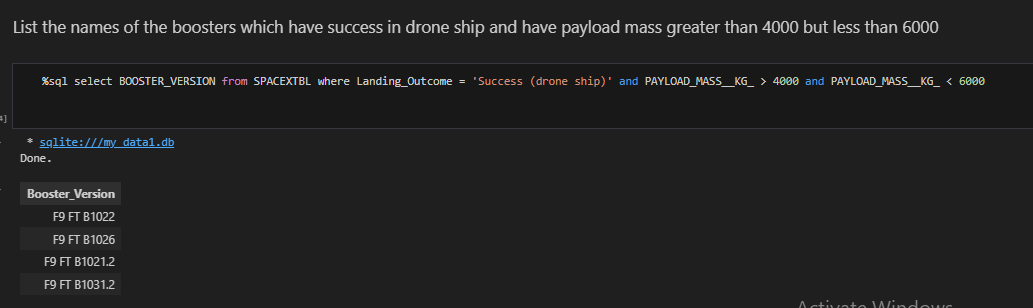 List the names of the boosters which have success in drone ship and have payload mass greater than 4000 but less than 6000
%sql select BOOSTER_VERSION from SPACEXTBL where Landing_Outcome = 'Success (drone ship)' and PAYLOAD_MASS__KG_ > 4000 and PAYLOAD_MASS__KG_ < 6000
4]
* sqlite:///my_data1.db
Done.
Booster_Version
F9 FT B1022
F9 FT B1026
F9 FT B1021.2
F9 FT B1031.2
Activate Windows